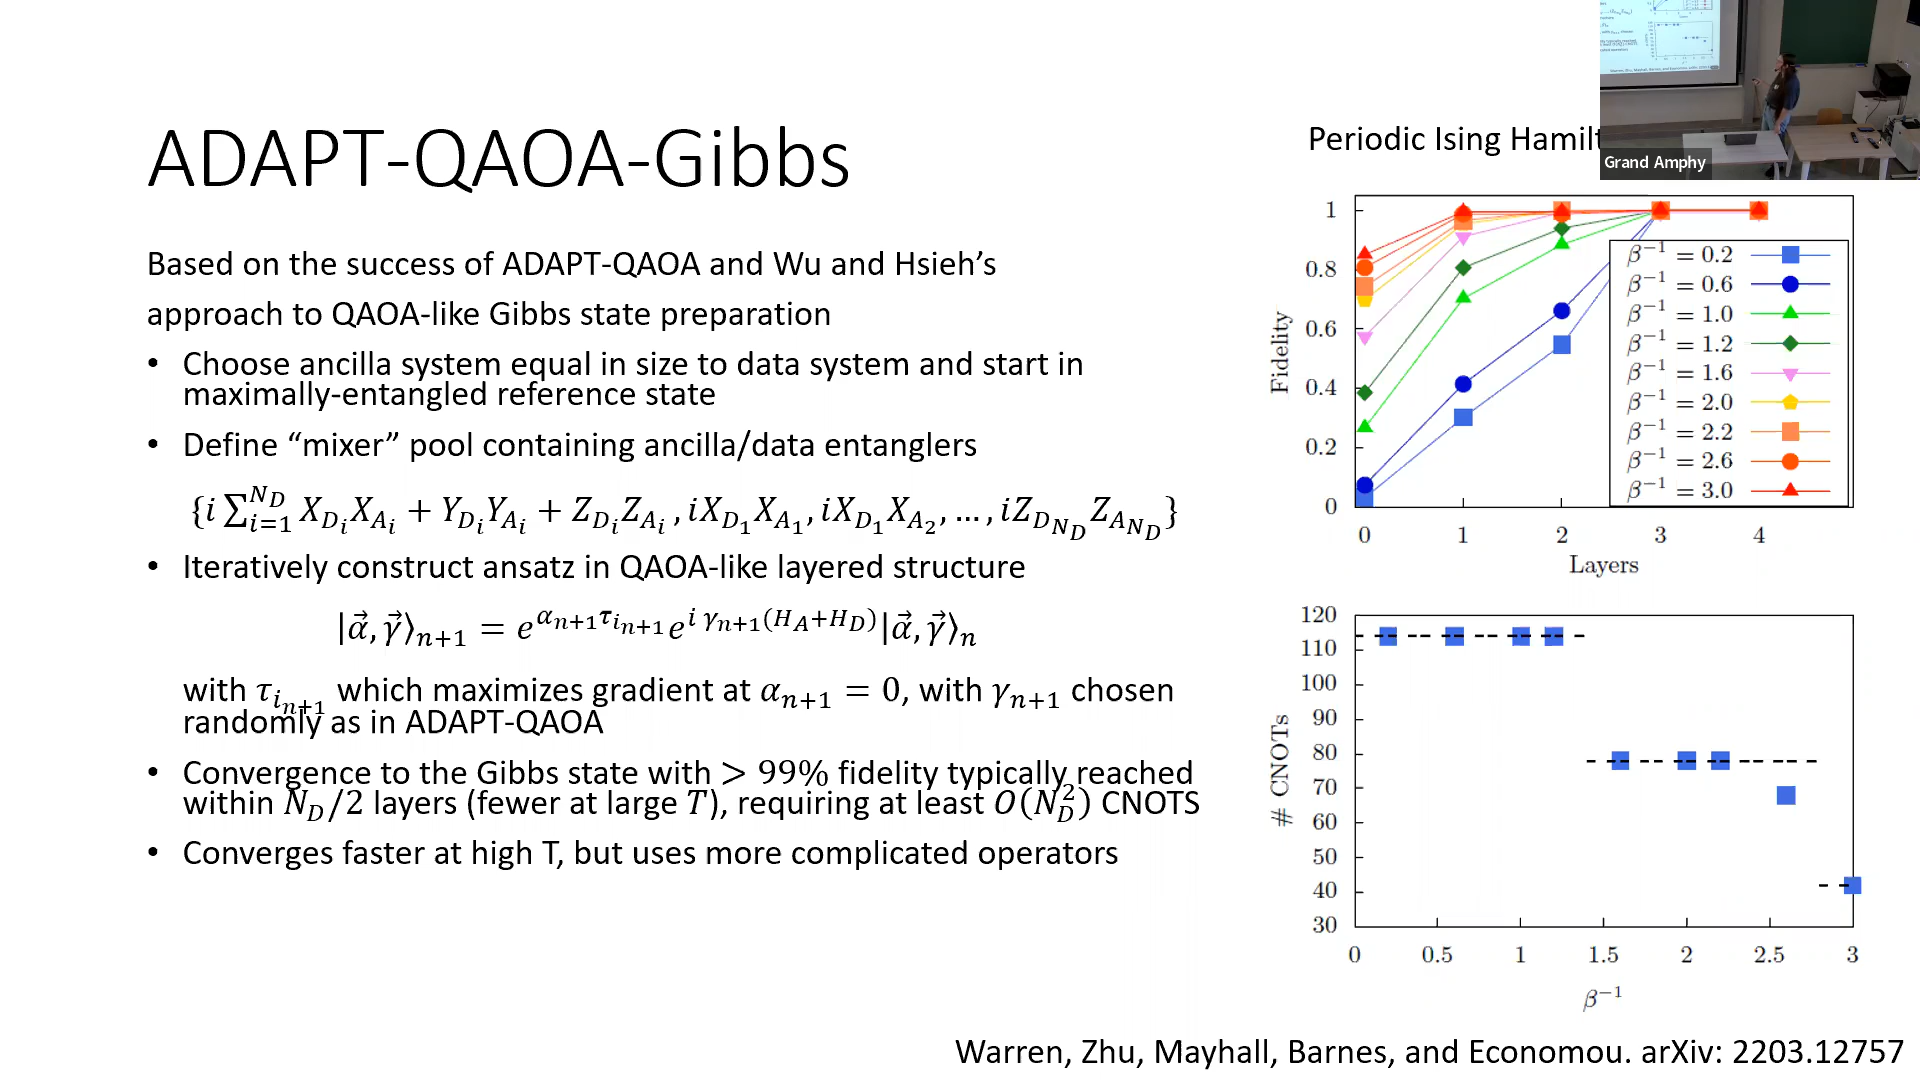 ADAPT-QAOA-Gibbs
Based on the success of ADAPT-QAOA and Wu and Hsieh’s
approach to QAOA-like Gibbs state preparation
• Choose ancilla system equal in size to data system and start in
maximally-entangled reference state
• Define “mixer” pool containing ancilla/data entanglers
{i ∑_{i=1}^{N_D} X_{D_i}X_{A_i} + Y_{D_i}Y_{A_i} + Z_{D_i}Z_{A_i}, iX_{D_1}X_{A_1}, iX_{D_1}X_{A_2}, … , iZ_{D_{N_D}}Z_{A_{N_D}}}
• Iteratively construct ansatz in QAOA-like layered structure
|α⃗, γ⃗⟩_{n+1} = e^{α_{n+1}τ_{i_{n+1}}} e^{i γ_{n+1}(H_A+H_D)} |α⃗, γ⃗⟩_n
with τ_{i_{n+1}} which maximizes gradient at α_{n+1} = 0, with γ_{n+1} chosen
randomly as in ADAPT-QAOA
• Convergence to the Gibbs state with > 99% fidelity typically reached
within N_D/2 layers (fewer at large T), requiring at least O(N_D^2) CNOTS
• Converges faster at high T, but uses more complicated operators
Periodic Ising Hamilt
Grand Amphy
1
0.8
0.6
0.4
0.2
0
Fidelity
0 1 2 3 4
Layers
β⁻¹ = 0.2
β⁻¹ = 0.6
β⁻¹ = 1.0
β⁻¹ = 1.2
β⁻¹ = 1.6
β⁻¹ = 2.0
β⁻¹ = 2.2
β⁻¹ = 2.6
β⁻¹ = 3.0
120
110
100
90
80
70
60
50
40
30
# CNOTs
0 0.5 1 1.5 2 2.5 3
β⁻¹
Warren, Zhu, Mayhall, Barnes, and Economou. arXiv: 2203.12757